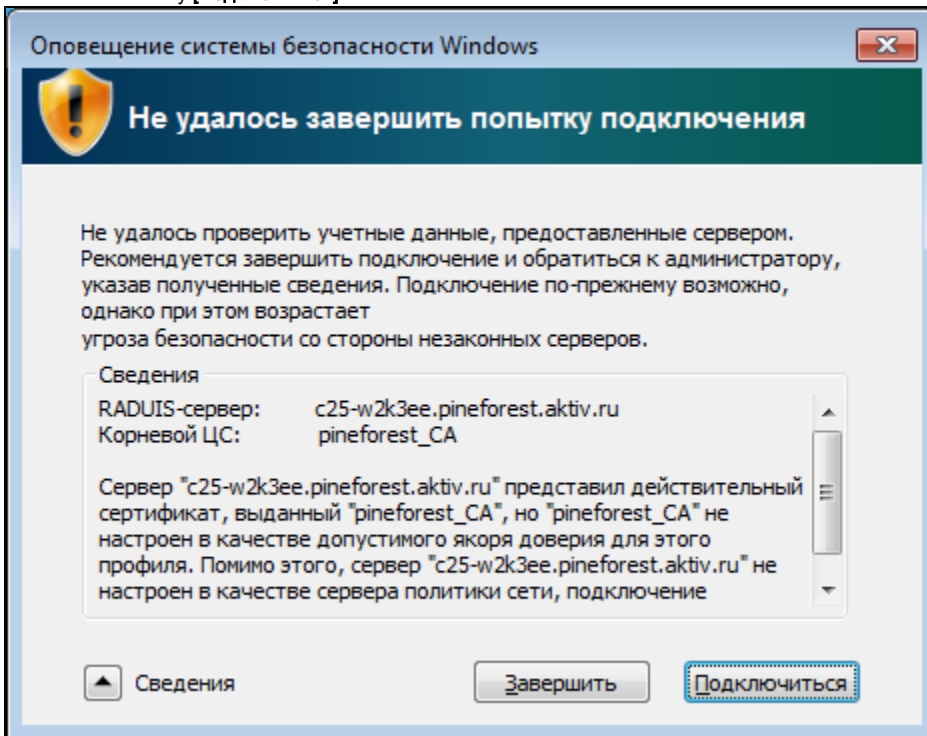 Оповещение системы безопасности Windows
Не удалось завершить попытку подключения
Не удалось проверить учетные данные, предоставленные сервером.
Рекомендуется завершить подключение и обратиться к администратору,
указав полученные сведения. Подключение по-прежнему возможно,
однако при этом возрастает
угроза безопасности со стороны незаконных серверов.
Сведения
RADUIS-сервер: c25-w2k3ee.pineforest.aktiv.ru
Корневой ЦС: pineforest_CA
Сервер "c25-w2k3ee.pineforest.aktiv.ru" представил действительный
сертификат, выданный "pineforest_CA", но "pineforest_CA" не
настроен в качестве допустимого якоря доверия для этого
профиля. Помимо этого, сервер "c25-w2k3ee.pineforest.aktiv.ru" не
настроен в качестве сервера политики сети, подключение
Сведения
Завершить
Подключиться